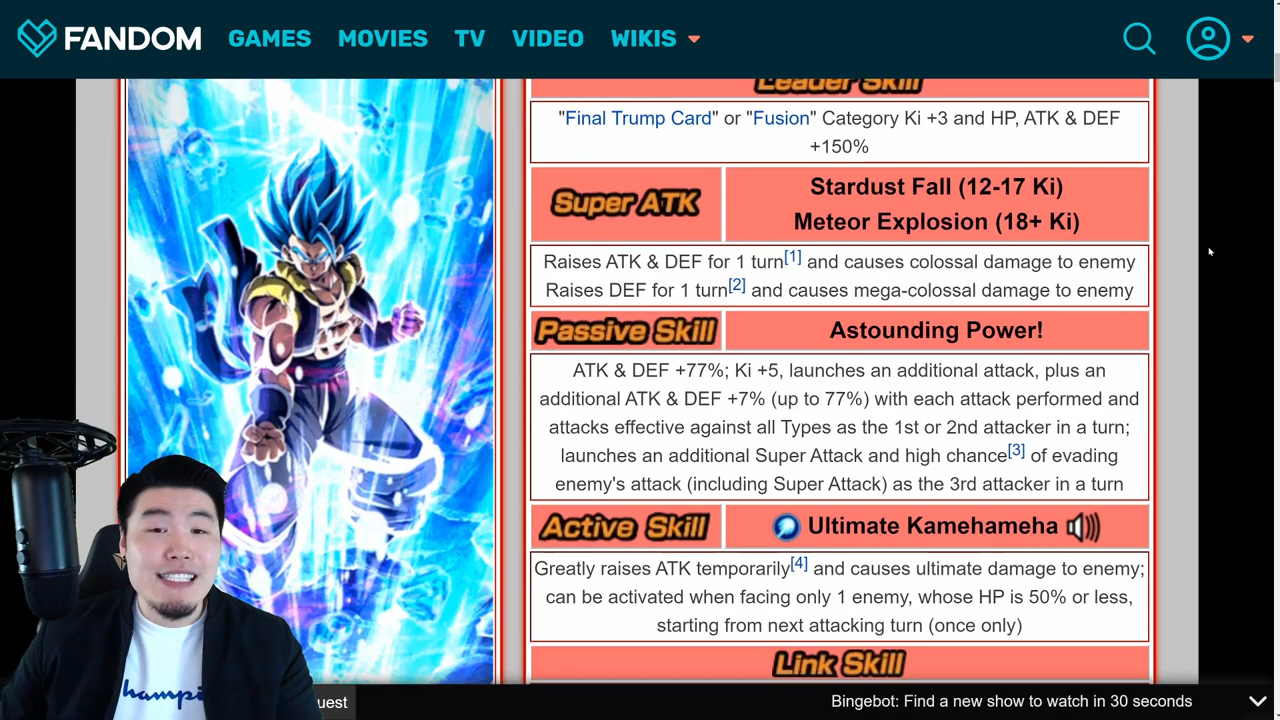 FANDOM GAMES MOVIES TV VIDEO WIKIS
Leader Skill
"Final Trump Card" or "Fusion" Category Ki +3 and HP, ATK & DEF
+150%
Super ATK
Stardust Fall (12-17 Ki)
Meteor Explosion (18+ Ki)
Raises ATK & DEF for 1 turn[1] and causes colossal damage to enemy
Raises DEF for 1 turn[2] and causes mega-colossal damage to enemy
Passive Skill
Astounding Power!
ATK & DEF +77%; Ki +5, launches an additional attack, plus an
additional ATK & DEF +7% (up to 77%) with each attack performed and
attacks effective against all Types as the 1st or 2nd attacker in a turn;
launches an additional Super Attack and high chance[3] of evading
enemy's attack (including Super Attack) as the 3rd attacker in a turn
Active Skill
Ultimate Kamehameha
Greatly raises ATK temporarily[4] and causes ultimate damage to enemy;
can be activated when facing only 1 enemy, whose HP is 50% or less,
starting from next attacking turn (once only)
Link Skill
uest
Bingebot: Find a new show to watch in 30 seconds